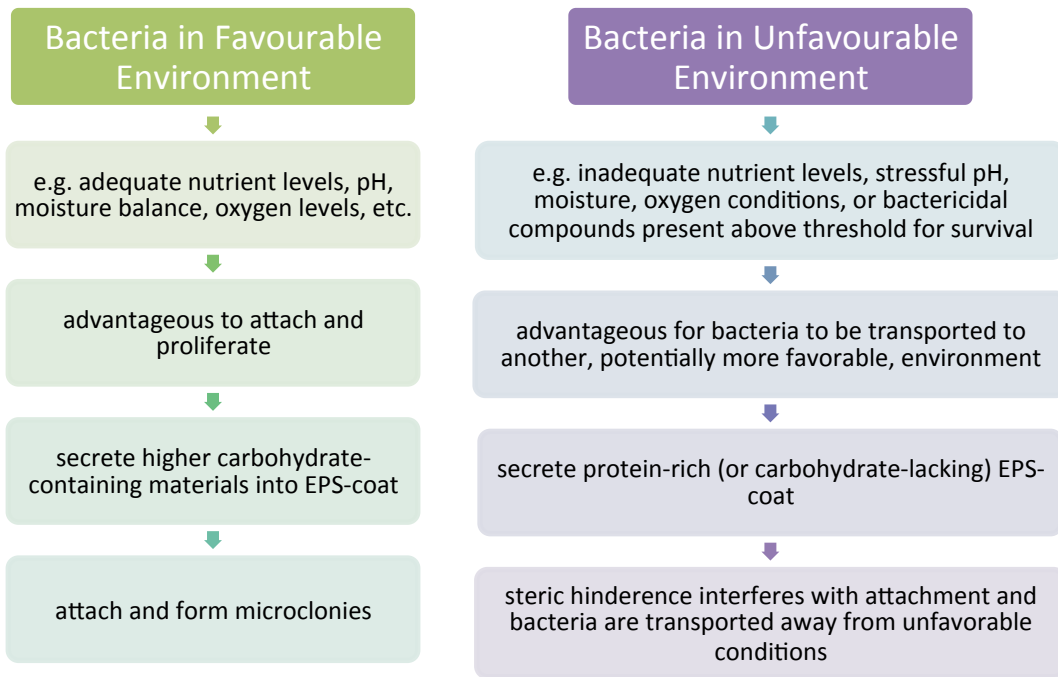 Bacteria in Favourable
Environment
e.g. adequate nutrient levels, pH,
moisture balance, oxygen levels, etc.
advantageous to attach and
proliferate
secrete higher carbohydrate-
containing materials into EPS-coat
attach and form microclonies
Bacteria in Unfavourable
Environment
e.g. inadequate nutrient levels, stressful pH,
moisture, oxygen conditions, or bactericidal
compounds present above threshold for survival
advantageous for bacteria to be transported to
another, potentially more favorable, environment
secrete protein-rich (or carbohydrate-lacking) EPS-
coat
steric hinderence interferes with attachment and
bacteria are transported away from unfavorable
conditions